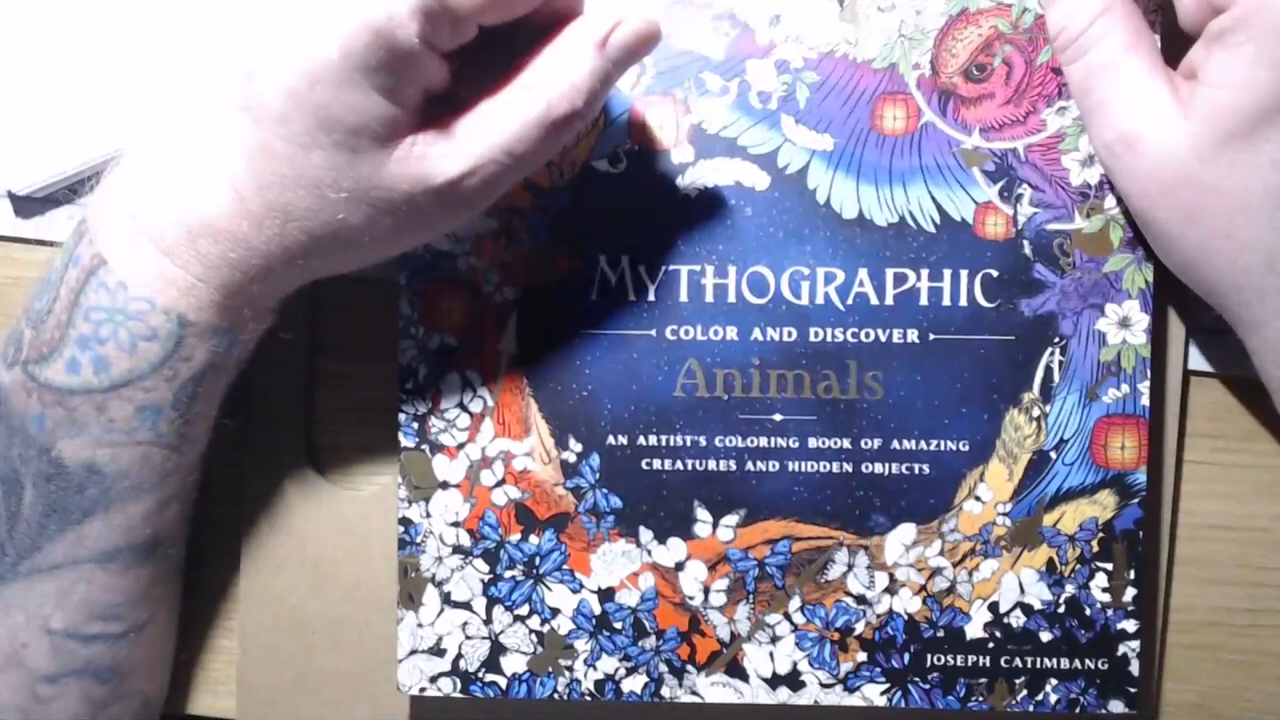 MYTHOGRAPHIC
COLOR AND DISCOVER
Animals
AN ARTIST'S COLORING BOOK OF AMAZING
CREATURES AND HIDDEN OBJECTS
JOSEPH CATIMBANG